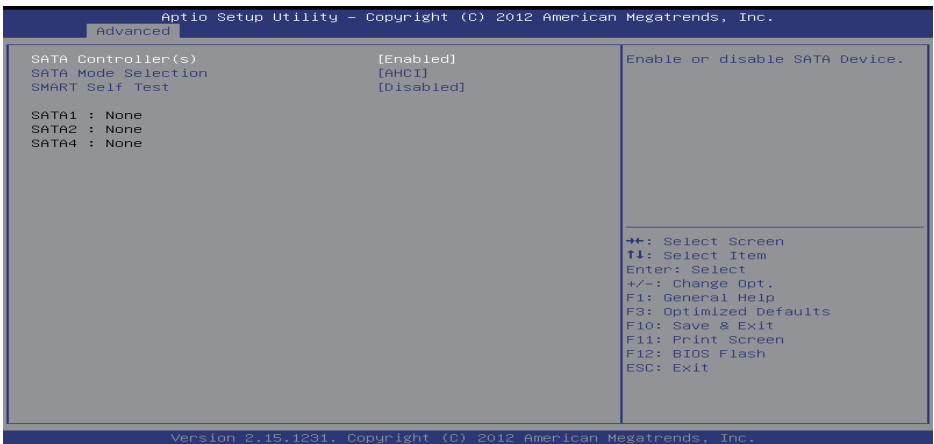 Aptio Setup Utility – Copyright (C) 2012 American Megatrends, Inc.
Advanced
SATA Controller(s) [Enabled]
SATA Mode Selection [AHCI]
SMART Self Test [Disabled]
SATA1 : None
SATA2 : None
SATA4 : None
Enable or disable SATA Device.
→←: Select Screen
↑↓: Select Item
Enter: Select
+/-: Change Opt.
F1: General Help
F3: Optimized Defaults
F10: Save & Exit
F11: Print Screen
F12: BIOS Flash
ESC: Exit
Version 2.15.1231. Copyright (C) 2012 American Megatrends, Inc.